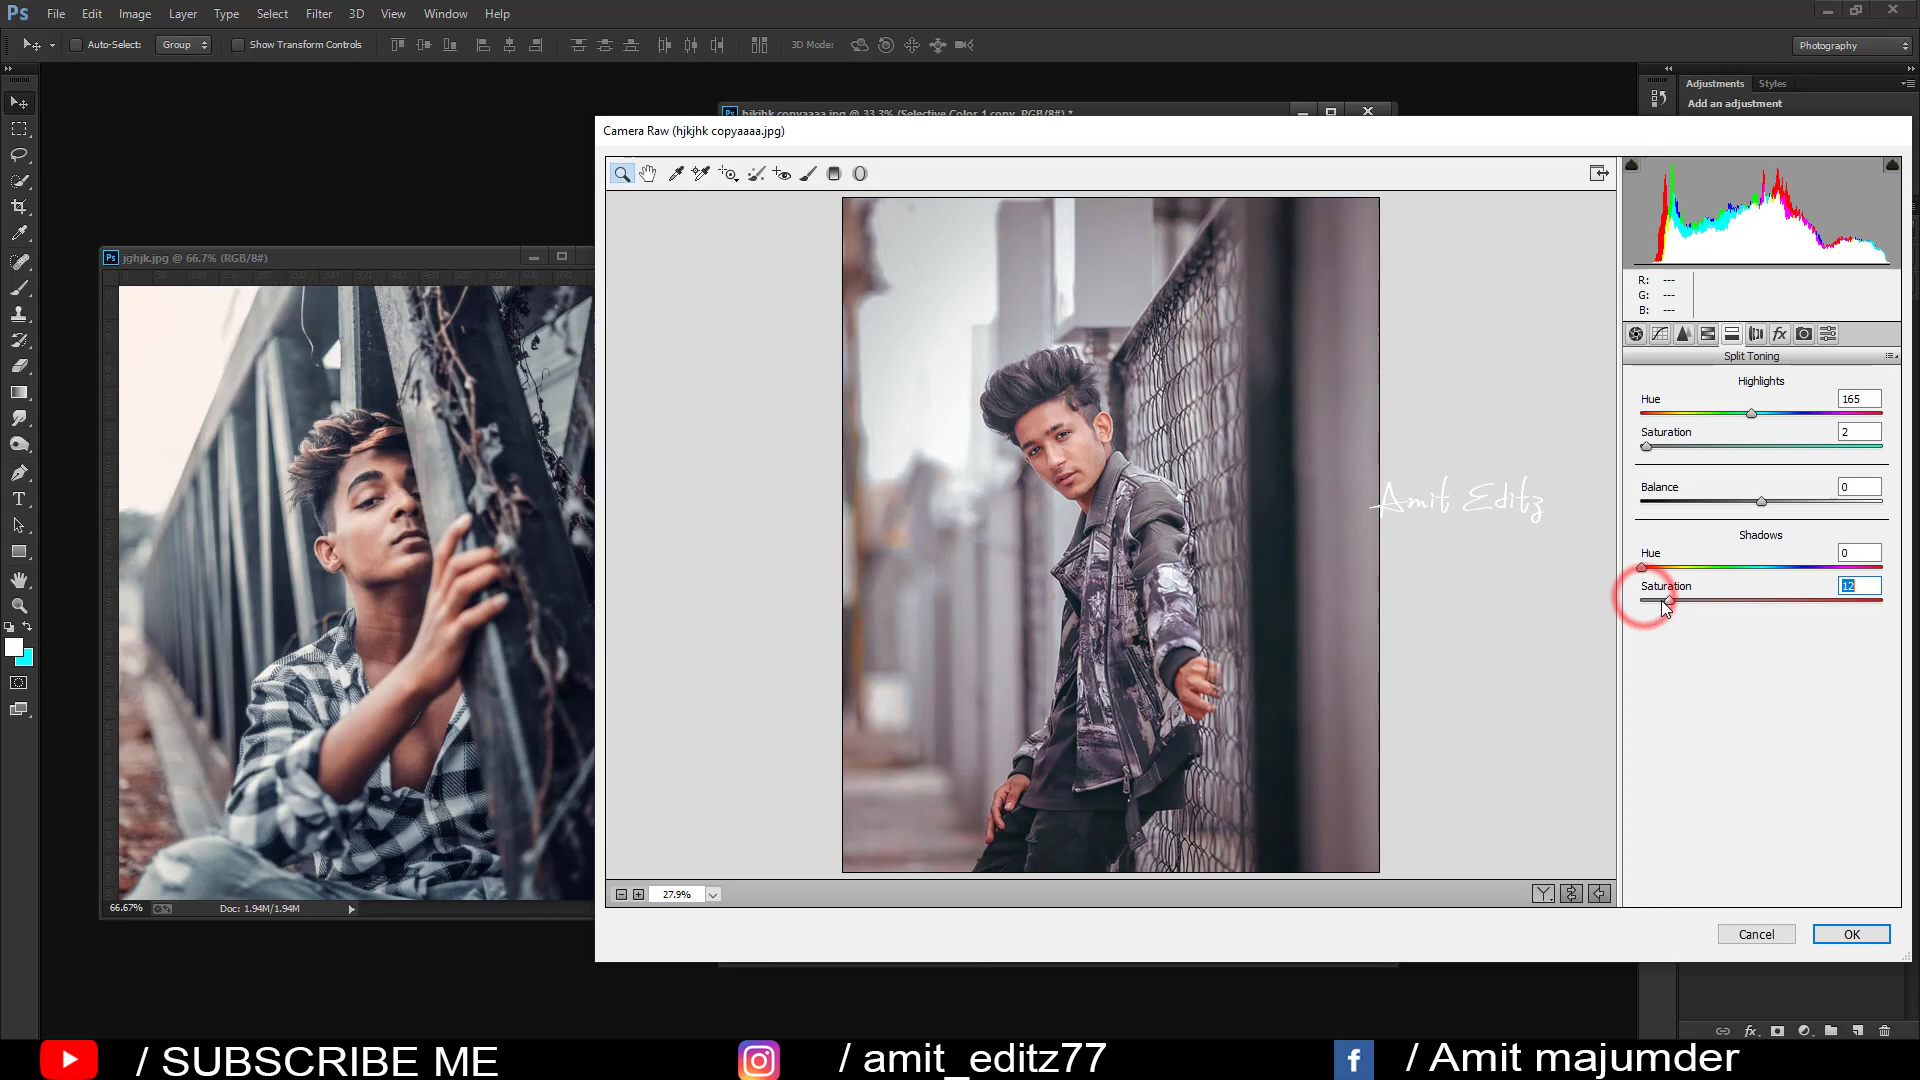 Ps File Edit Image Layer Type Select Filter 3D View Window Help
Auto-Select: Group Show Transform Controls 3D Mode: Photography
Adjustments Styles
Add an adjustment
Ps hjkjhk copyaaaa.jpg @ 33.3% (Selective Color 1 copy, RGB/8#) *
Camera Raw (hjkjhk copyaaaa.jpg)
Ps jghjk.jpg @ 66.7% (RGB/8#)
R: ---
G: ---
B: ---
Split Toning
Highlights
Hue 165
Saturation 2
Balance 0
Shadows
Hue 0
Saturation 12
Amit Editz
27.9%
66.67% Doc: 1.94M/1.94M
Cancel OK
/ SUBSCRIBE ME / amit_editz77 / Amit majumder